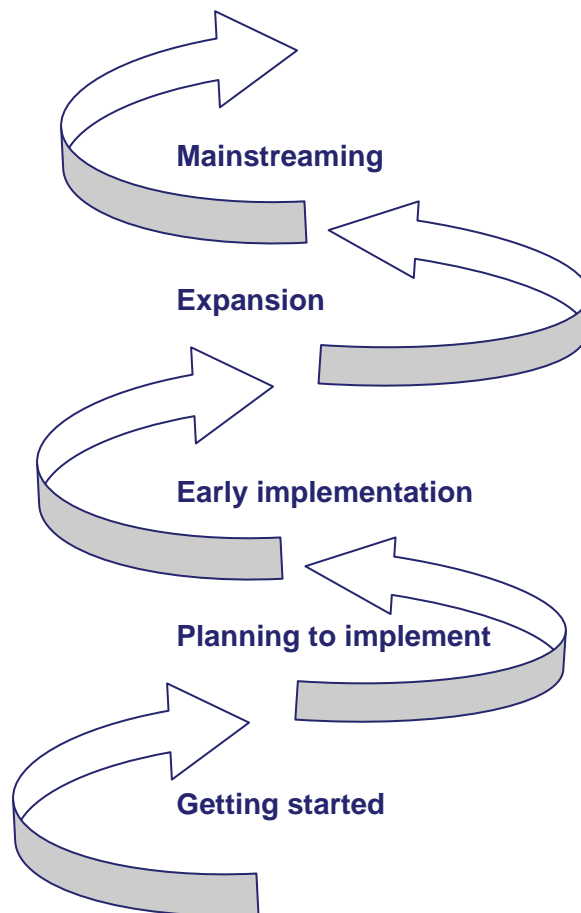 Mainstreaming
Expansion
Early implementation
Planning to implement
Getting started